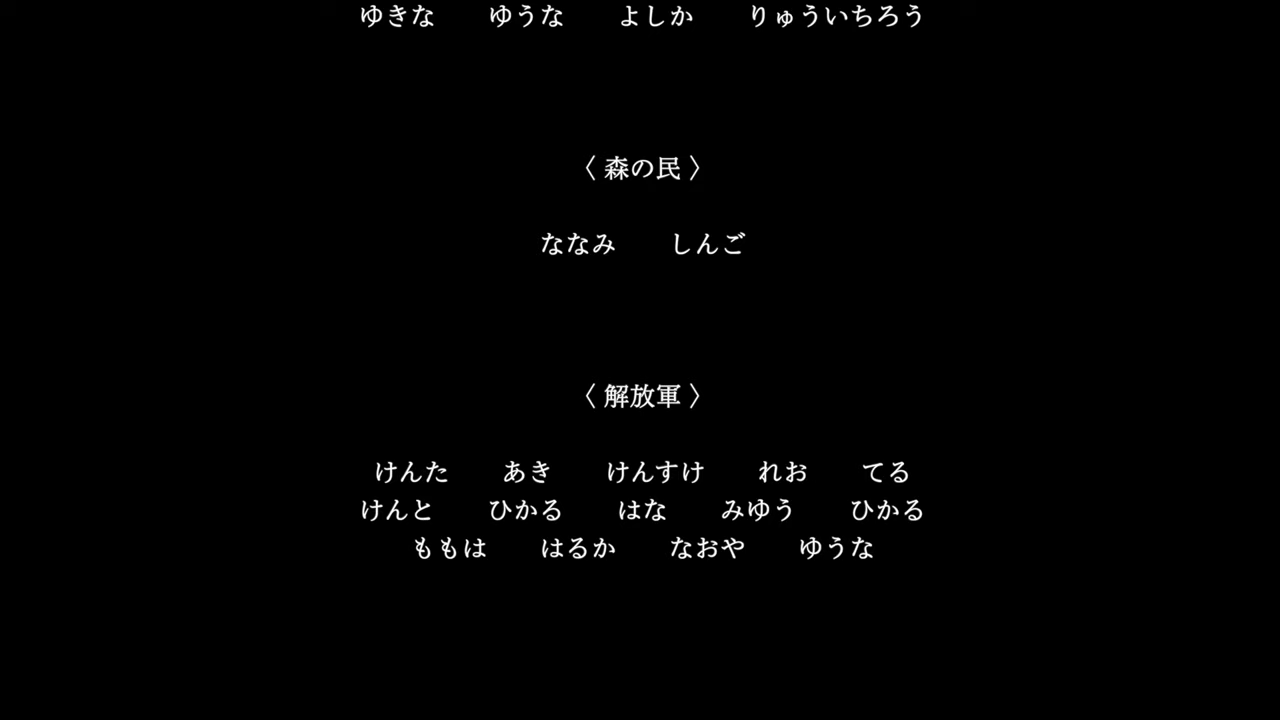 ゆきな　　ゆうな　　よしか　　りゅういちろう
〈 森の民 〉
ななみ　　しんご
〈 解放軍 〉
けんた　　あき　　けんすけ　　れお　　てる
けんと　　ひかる　　はな　　みゆう　　ひかる
ももは　　はるか　　なおや　　ゆうな